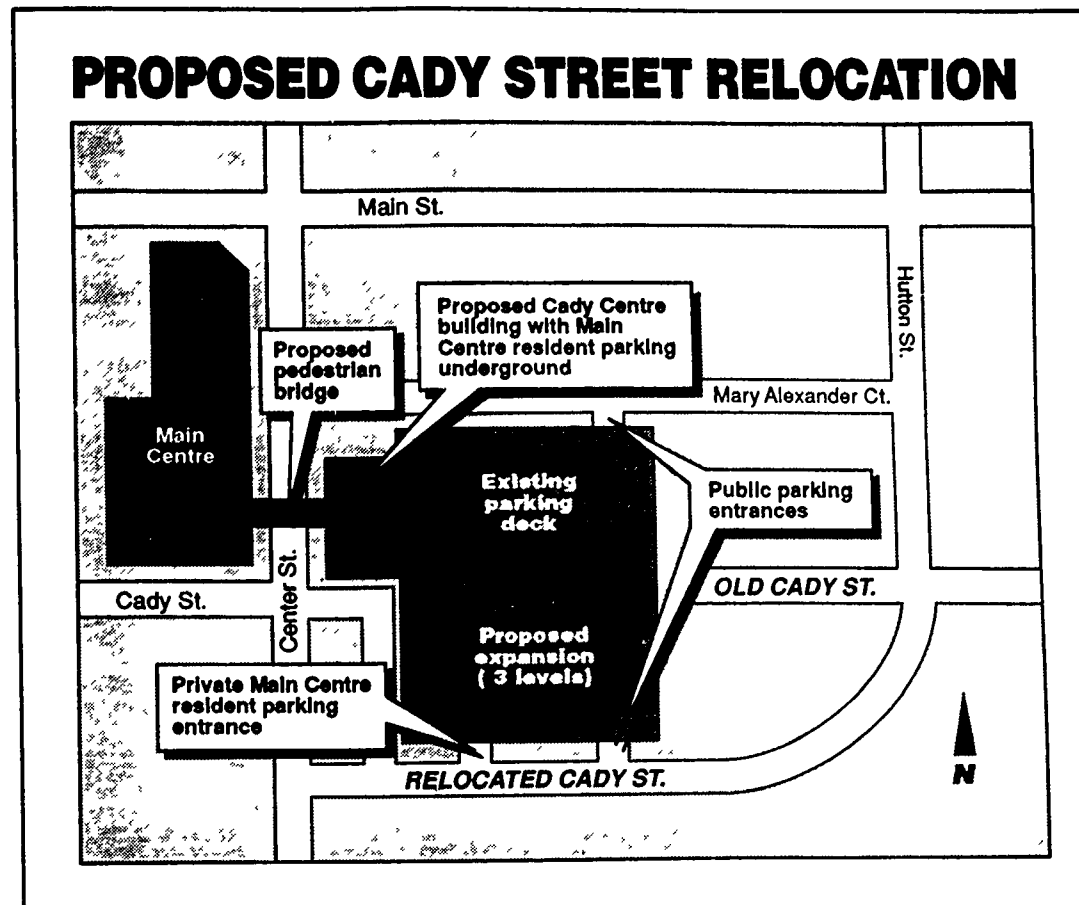 PROPOSED CADY STREET RELOCATION
Main St.
Hutton St.
Proposed Cady Centre
building with Main
Centre resident parking
underground
Proposed
pedestrian
bridge
Mary Alexander Ct.
Main
Centre
Existing
parking
deck
Public parking
entrances
OLD CADY ST.
Cady St.
Center St.
Proposed
expansion
( 3 levels)
Private Main Centre
resident parking
entrance
RELOCATED CADY ST.
N